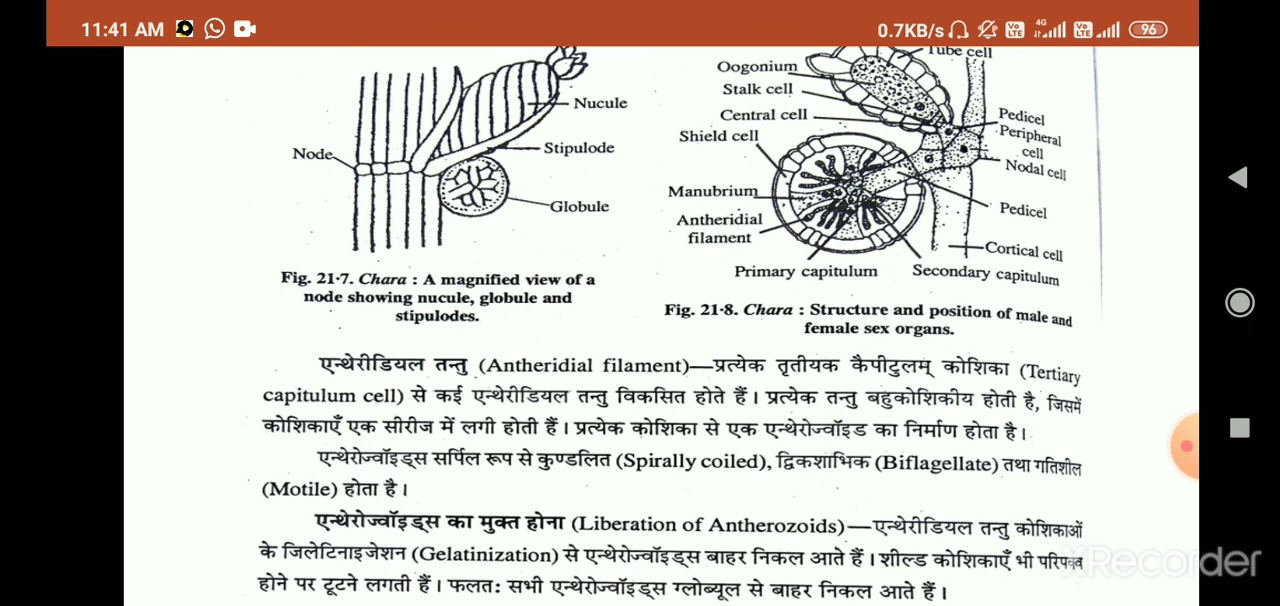 11:41 AM
0.7KB/s 4G VoLTE VoLTE 96
Nucule
Stipulode
Node
Globule
Fig. 21·7. Chara : A magnified view of a
node showing nucule, globule and
stipulodes.
Tube cell
Oogonium
Stalk cell
Central cell
Shield cell
Manubrium
Antheridial
filament
Primary capitulum
Secondary capitulum
Pedicel
Peripheral
cell
Nodal cell
Pedicel
Cortical cell
Fig. 21·8. Chara : Structure and position of male and
female sex organs.
एन्थेरीडियल तन्तु (Antheridial filament)—प्रत्येक तृतीयक कैपीटुलम् कोशिका (Tertiary
capitulum cell) से कई एन्थेरीडियल तन्तु विकसित होते हैं। प्रत्येक तन्तु बहुकोशिकीय होती है, जिसमें
कोशिकाएँ एक सीरीज में लगी होती हैं। प्रत्येक कोशिका से एक एन्थेरोज्वॉइड का निर्माण होता है।
एन्थेरोज्वॉइड्स सर्पिल रूप से कुण्डलित (Spirally coiled), द्विकशाभिक (Biflagellate) तथा गतिशील
(Motile) होता है।
एन्थेरोज्वॉइड्स का मुक्त होना (Liberation of Antherozoids)—एन्थेरीडियल तन्तु कोशिकाओं
के जिलेटिनाइजेशन (Gelatinization) से एन्थेरोज्वॉइड्स बाहर निकल आते हैं। शील्ड कोशिकाएँ भी परिपक्व
होने पर टूटने लगती हैं। फलत: सभी एन्थेरोज्वॉइड्स ग्लोब्यूल से बाहर निकल आते हैं।
XRecorder